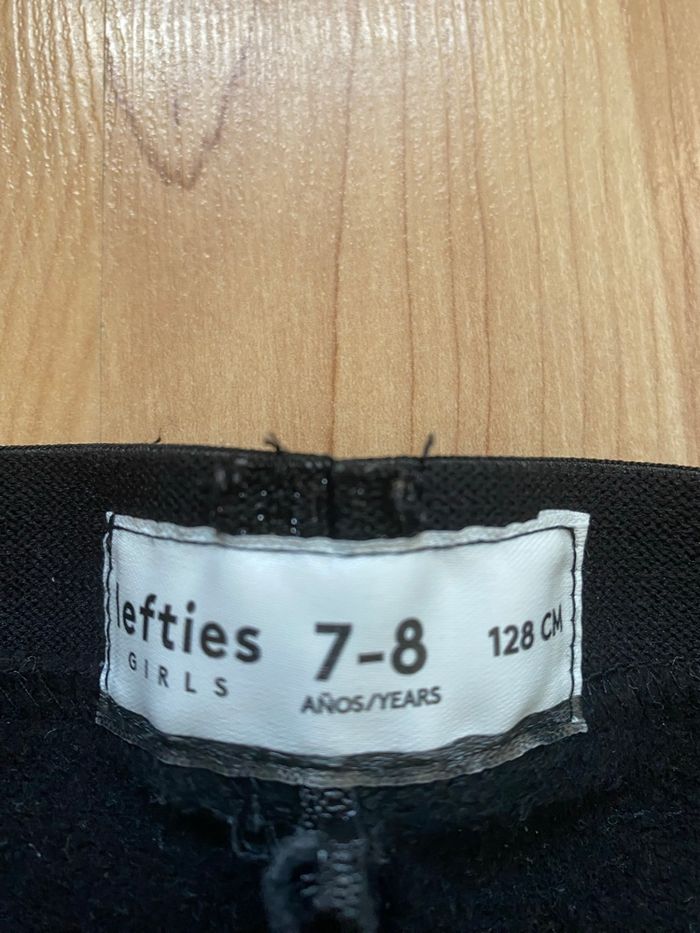 lefties
GIRLS
7-8
AÑOS/YEARS
128 CM